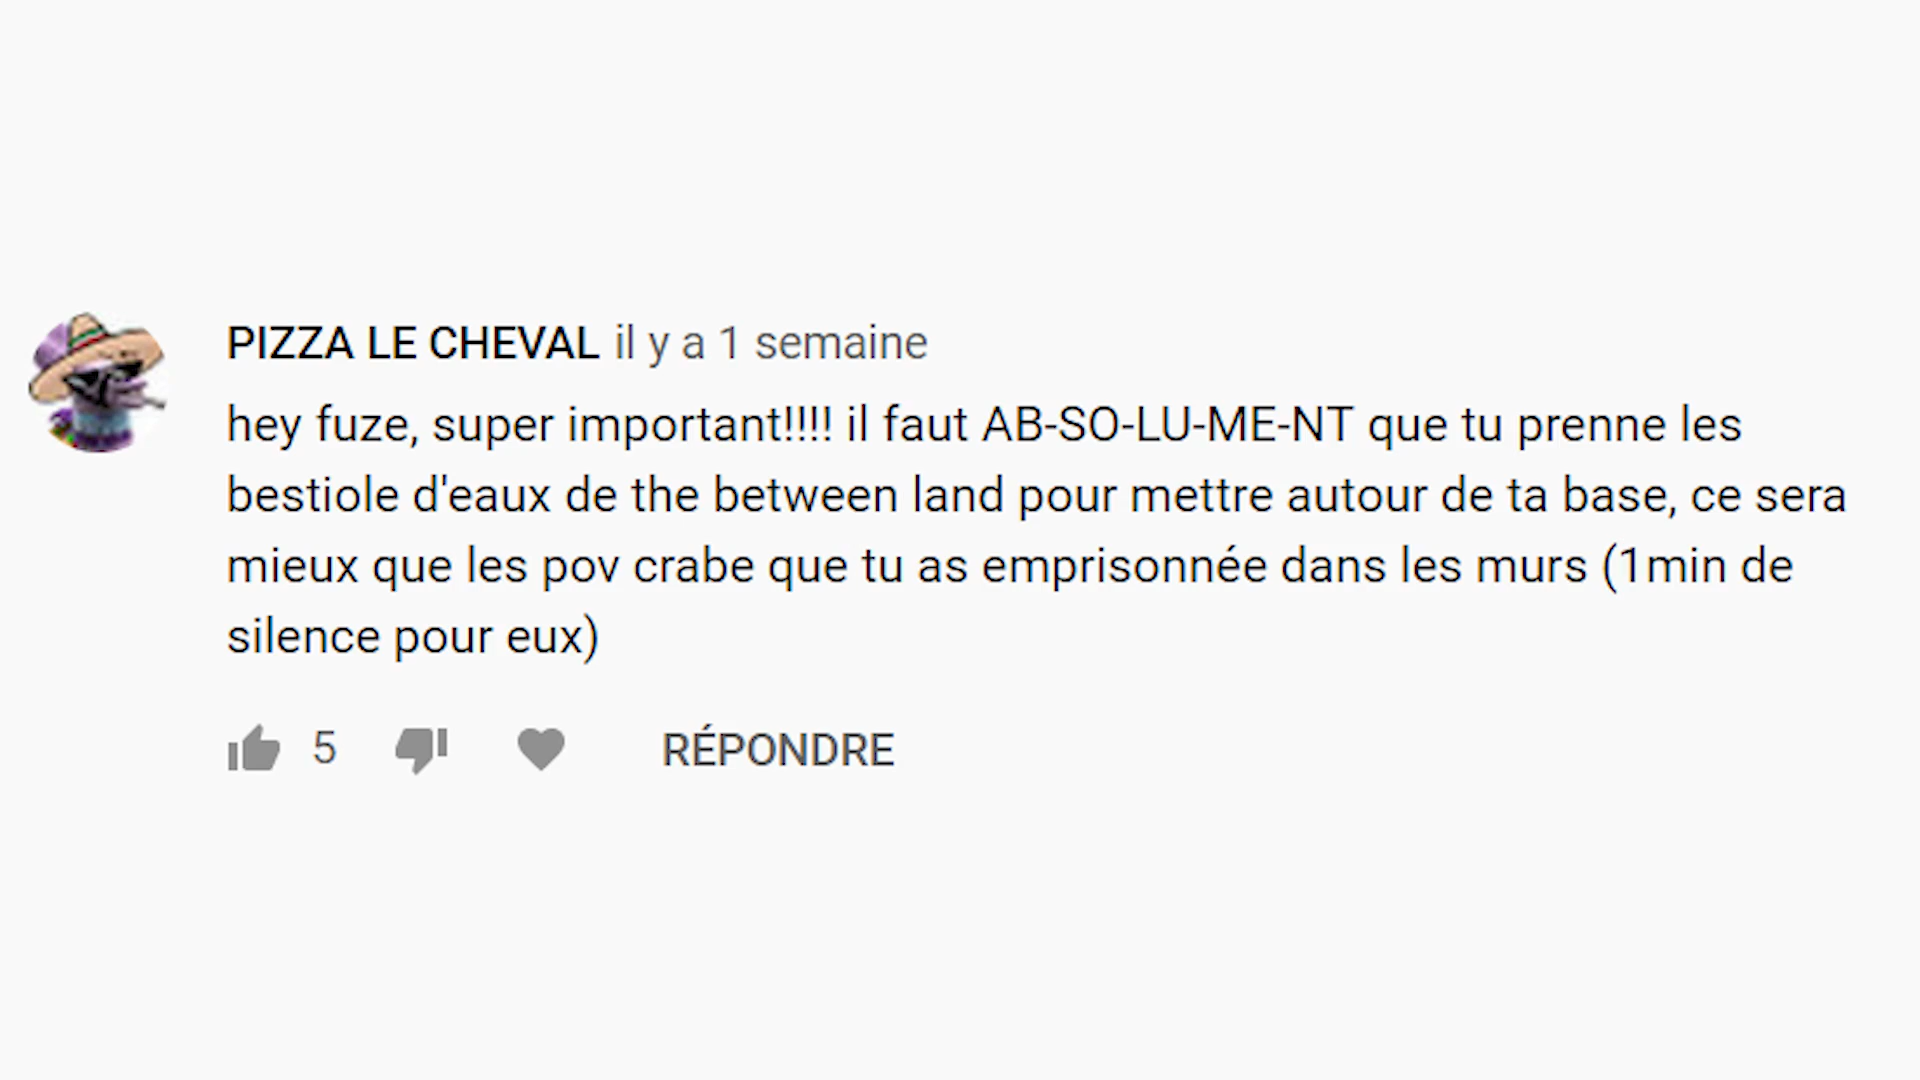 PIZZA LE CHEVAL il y a 1 semaine
hey fuze, super important!!!! il faut AB-SO-LU-ME-NT que tu prenne les
bestiole d'eaux de the between land pour mettre autour de ta base, ce sera
mieux que les pov crabe que tu as emprisonnée dans les murs (1min de
silence pour eux)
5 RÉPONDRE